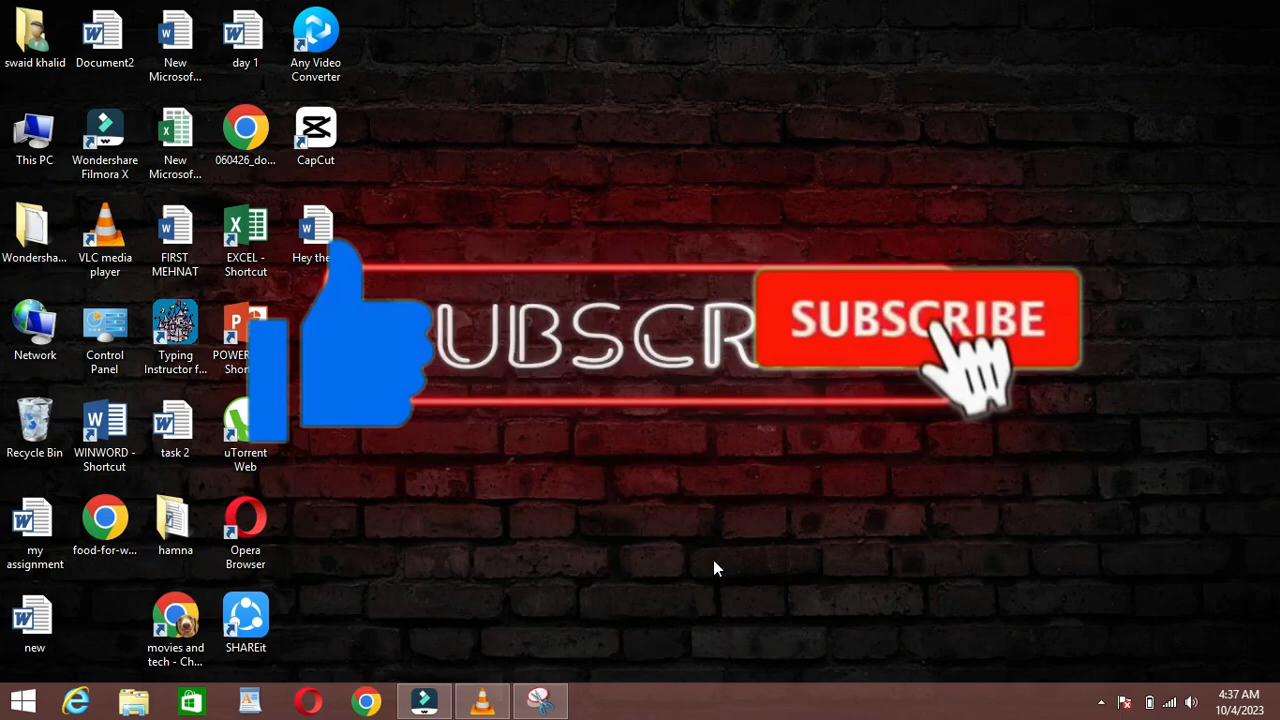 swaid khalid
Document2
New
Microsof...
day 1
Any Video
Converter
This PC
Wondershare
Filmora X
New
Microsof...
060426_do...
CapCut
Wondersha...
VLC media
player
FIRST
MEHNAT
EXCEL -
Shortcut
Hey the
Network
Control
Panel
Typing
Instructor f...
POWER
Shor
UBSCR
SUBSCRIBE
Recycle Bin
WINWORD -
Shortcut
task 2
uTorrent
Web
my
assignment
food-for-w...
hamna
Opera
Browser
new
movies and
tech - Ch...
SHAREit
4:37 AM
10/4/2023